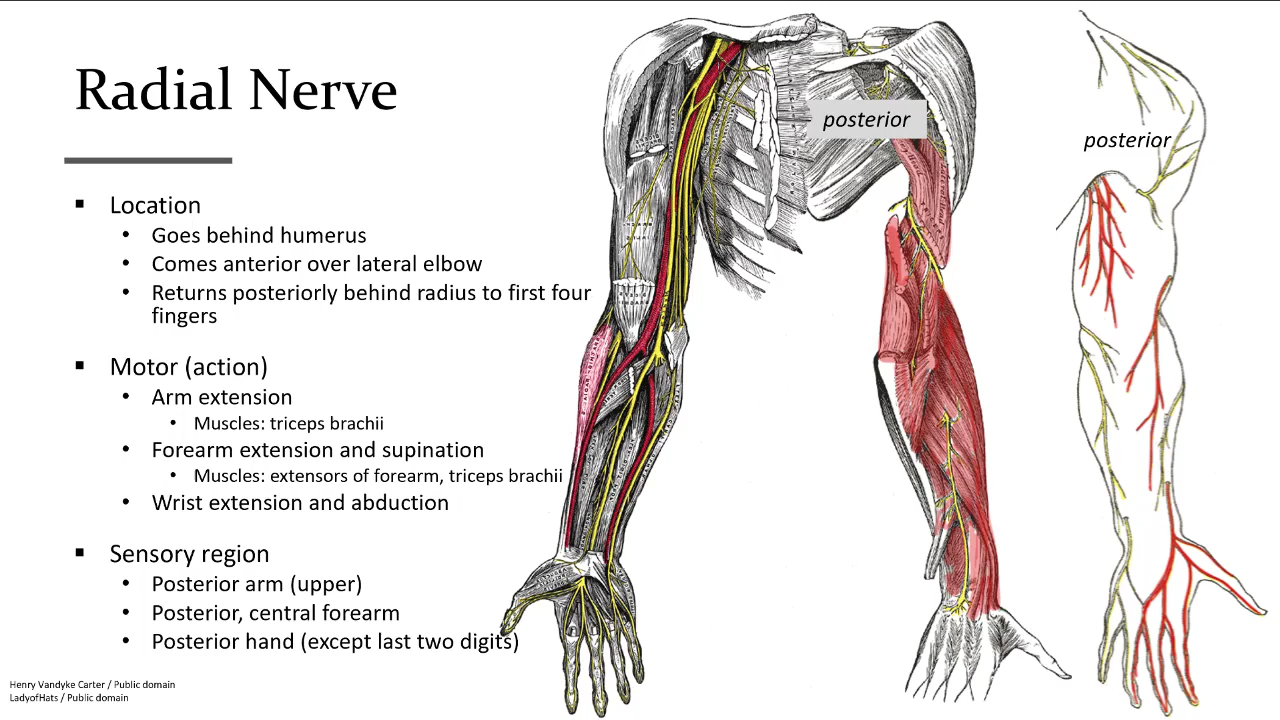 Radial Nerve
Location
Goes behind humerus
Comes anterior over lateral elbow
Returns posteriorly behind radius to first four
fingers
Motor (action)
Arm extension
Muscles: triceps brachii
Forearm extension and supination
Muscles: extensors of forearm, triceps brachii
Wrist extension and abduction
Sensory region
Posterior arm (upper)
Posterior, central forearm
Posterior hand (except last two digits)
Henry Vandyke Carter / Public domain
LadyofHats / Public domain
posterior
posterior